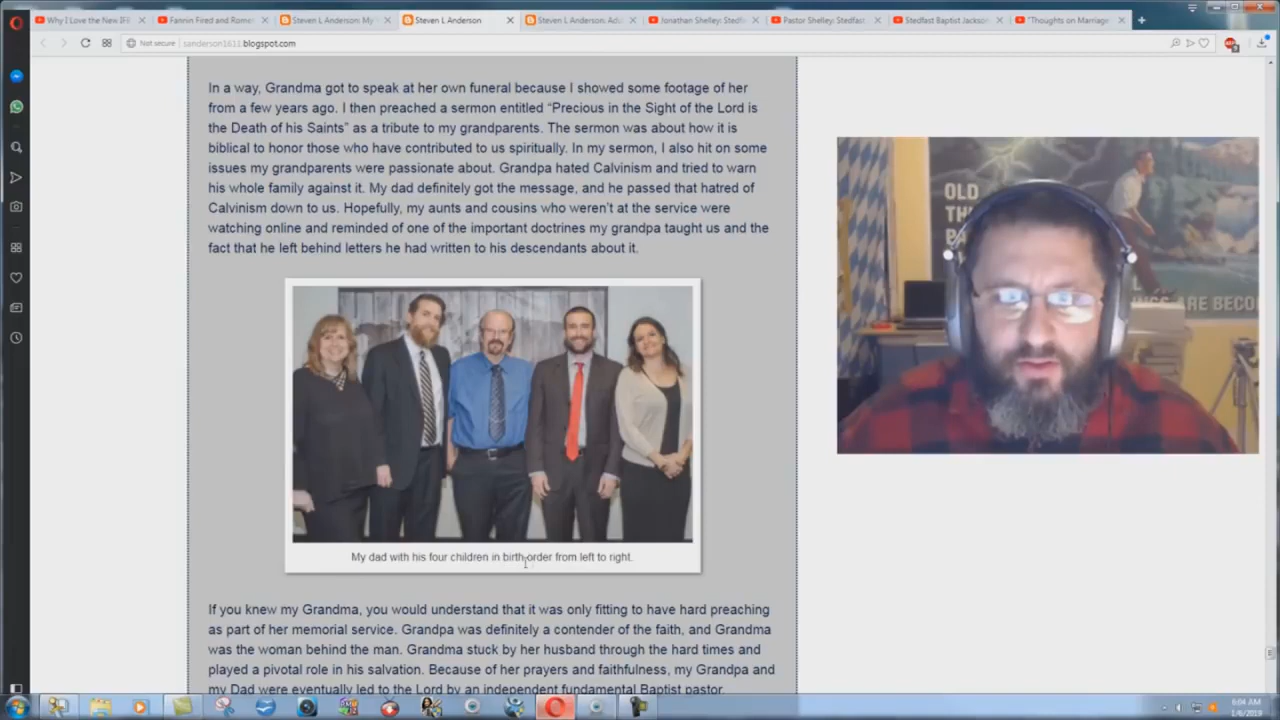 Why I Love the New IFI
Fannin Fired and Romo
Steven L Anderson: My
Steven L Anderson
Steven L Anderson: Adu
Jonathan Shelley: Stedf
Pastor Shelley: Stedfast
Stedfast Baptist Jackson
"Thoughts on Marriage
Not secure
sanderson1611.blogspot.com
In a way, Grandma got to speak at her own funeral because I showed some footage of her
from a few years ago. I then preached a sermon entitled “Precious in the Sight of the Lord is
the Death of his Saints” as a tribute to my grandparents. The sermon was about how it is
biblical to honor those who have contributed to us spiritually. In my sermon, I also hit on some
issues my grandparents were passionate about. Grandpa hated Calvinism and tried to warn
his whole family against it. My dad definitely got the message, and he passed that hatred of
Calvinism down to us. Hopefully, my aunts and cousins who weren’t at the service were
watching online and reminded of one of the important doctrines my grandpa taught us and the
fact that he left behind letters he had written to his descendants about it.
My dad with his four children in birth order from left to right.
If you knew my Grandma, you would understand that it was only fitting to have hard preaching
as part of her memorial service. Grandpa was definitely a contender of the faith, and Grandma
was the woman behind the man. Grandma stuck by her husband through the hard times and
played a pivotal role in his salvation. Because of her prayers and faithfulness, my Grandpa and
my Dad were eventually led to the Lord by an independent fundamental Baptist pastor.
OLD
ARE BECO
6:04 AM
1/6/2019